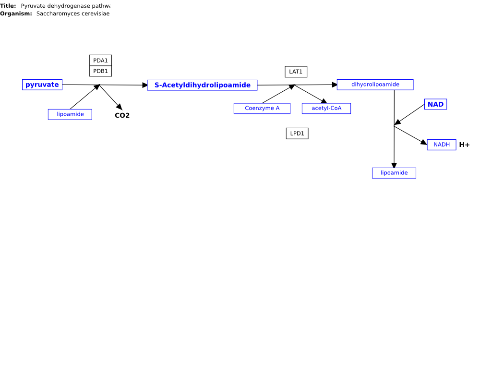 Title: Pyruvate dehydrogenase pathw.
Organism: Saccharomyces cerevisiae
PDA1
PDB1
LAT1
pyruvate
S-Acetyldihydrolipoamide
dihydrolipoamide
lipoamide
CO2
Coenzyme A
acetyl-CoA
NAD
LPD1
NADH
H+
lipoamide